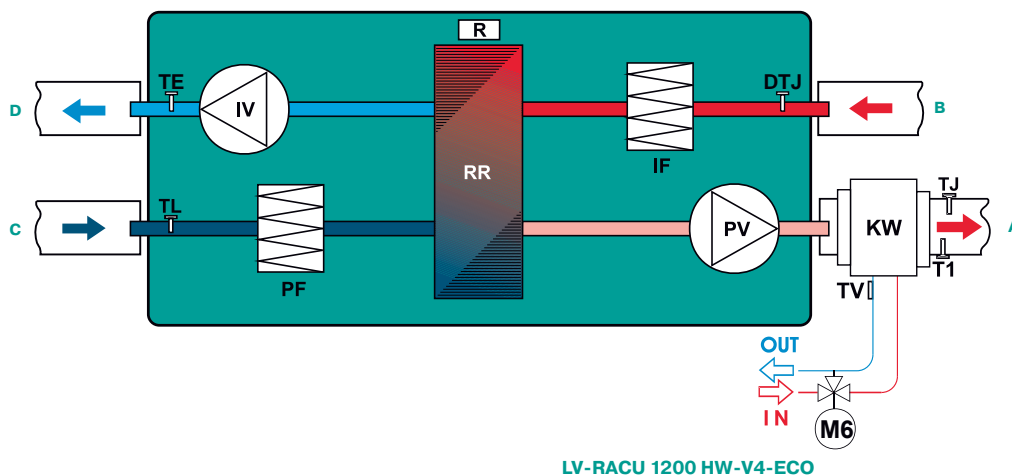 R
TE
IV
DTJ
D
B
IF
RR
TL
TJ
C
PV
KW
A
PF
T1
TV
OUT
IN
M6
LV-RACU 1200 HW-V4-ECO